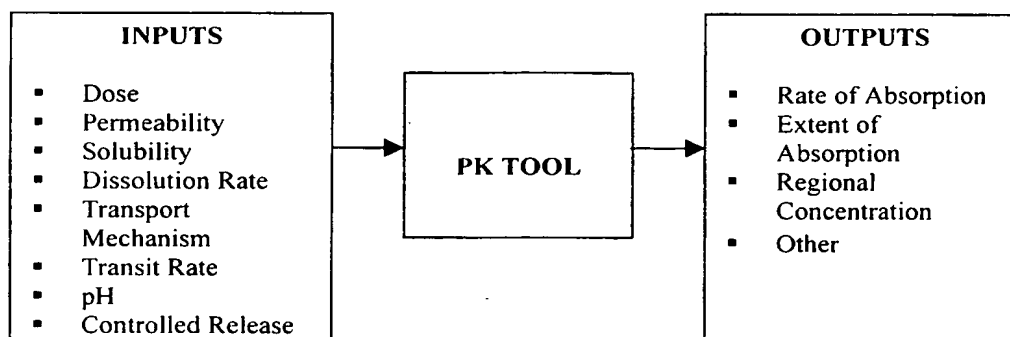 INPUTS
▪ Dose
▪ Permeability
▪ Solubility
▪ Dissolution Rate
▪ Transport
Mechanism
▪ Transit Rate
▪ pH
▪ Controlled Release
PK TOOL
OUTPUTS
▪ Rate of Absorption
▪ Extent of
Absorption
▪ Regional
Concentration
▪ Other